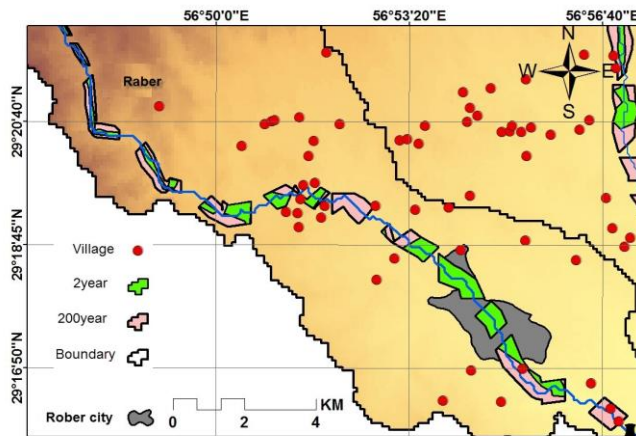 56°50'0"E 56°53'20"E 56°56'40"E
N
W E
S
Raber
29°20'40"N
29°18'45"N
29°16'50"N
Village
2year
200year
Boundary
Rober city
KM
0 2 4